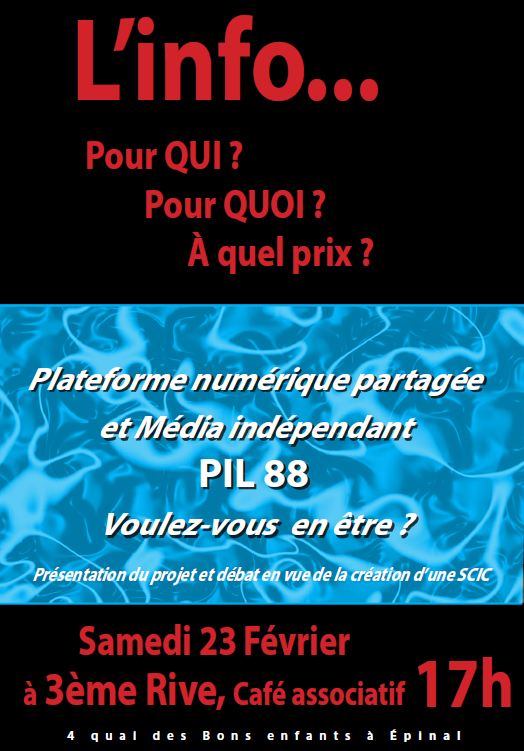 L'info...
Pour QUI ?
Pour QUOI ?
À quel prix ?
Plateforme numérique partagée
et Média indépendant
PIL 88
Voulez-vous en être ?
Présentation du projet et débat en vue de la création d'une SCIC
Samedi 23 Février
à 3ème Rive, Café associatif 17h
4 quai des Bons enfants à Épinal